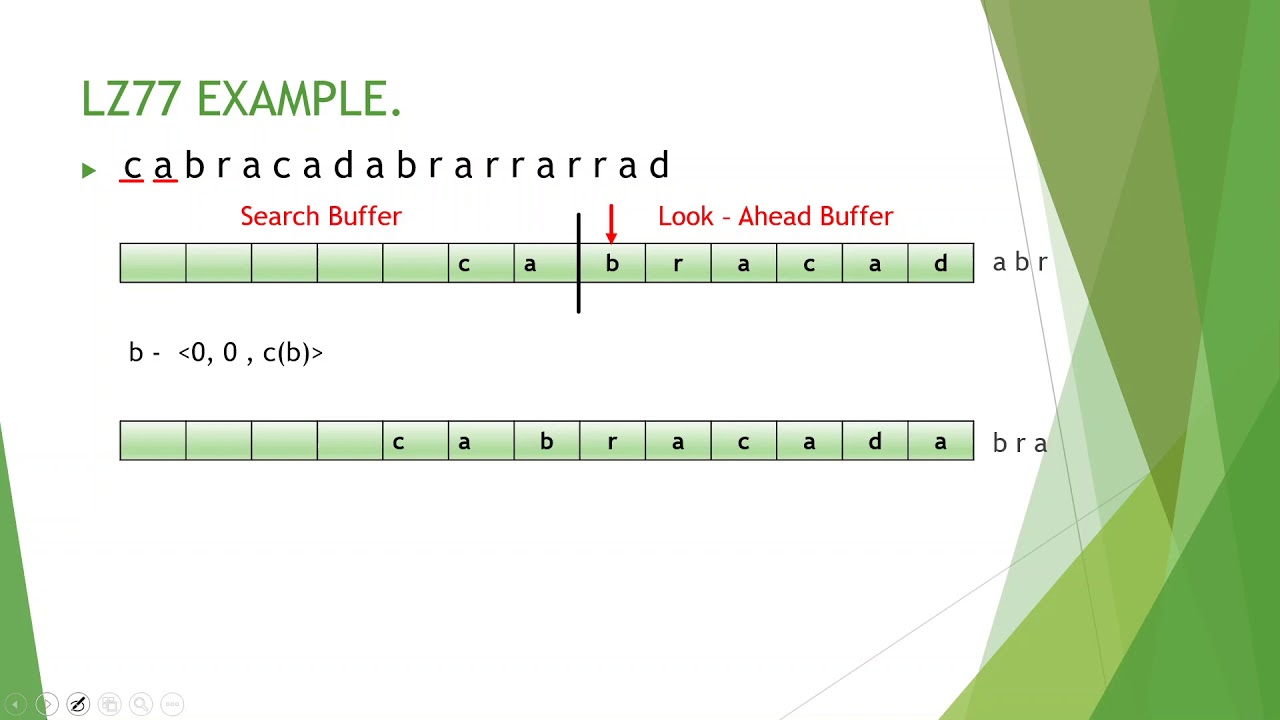 LZ77 EXAMPLE.
c a b r a c a d a b r a r r a r r a d
Search Buffer Look - Ahead Buffer
c a b r a c a d a b r
b - <0, 0 , c(b)>
c a b r a c a d a b r a